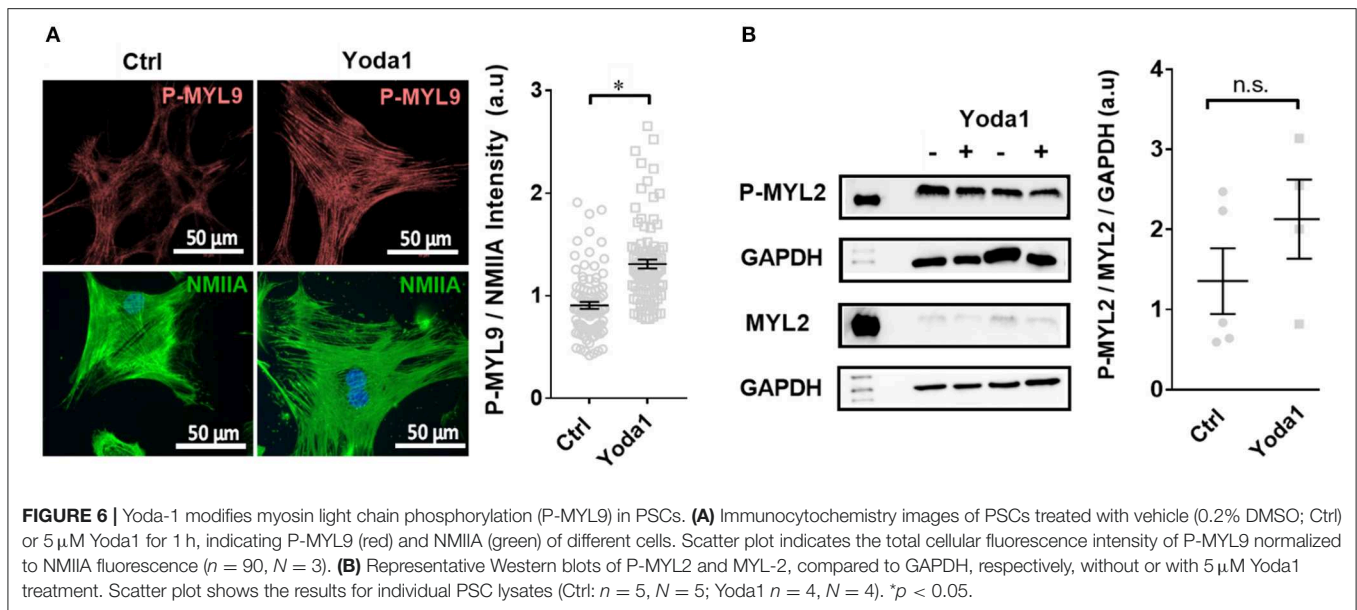 A
Ctrl
Yoda1
P-MYL9
P-MYL9
50 µm
50 µm
NMIIA
NMIIA
50 µm
50 µm
P-MYL9 / NMIIA Intensity (a.u)
3
2
1
0
*
Ctrl
Yoda1
B
Yoda1
- + - +
P-MYL2
GAPDH
MYL2
GAPDH
P-MYL2 / MYL2 / GAPDH (a.u)
4
3
2
1
0
n.s.
Ctrl
Yoda1
FIGURE 6 | Yoda-1 modifies myosin light chain phosphorylation (P-MYL9) in PSCs. (A) Immunocytochemistry images of PSCs treated with vehicle (0.2% DMSO; Ctrl)
or 5 µM Yoda1 for 1 h, indicating P-MYL9 (red) and NMIIA (green) of different cells. Scatter plot indicates the total cellular fluorescence intensity of P-MYL9 normalized
to NMIIA fluorescence (n = 90, N = 3). (B) Representative Western blots of P-MYL2 and MYL-2, compared to GAPDH, respectively, without or with 5 µM Yoda1
treatment. Scatter plot shows the results for individual PSC lysates (Ctrl: n = 5, N = 5; Yoda1 n = 4, N = 4). *p < 0.05.